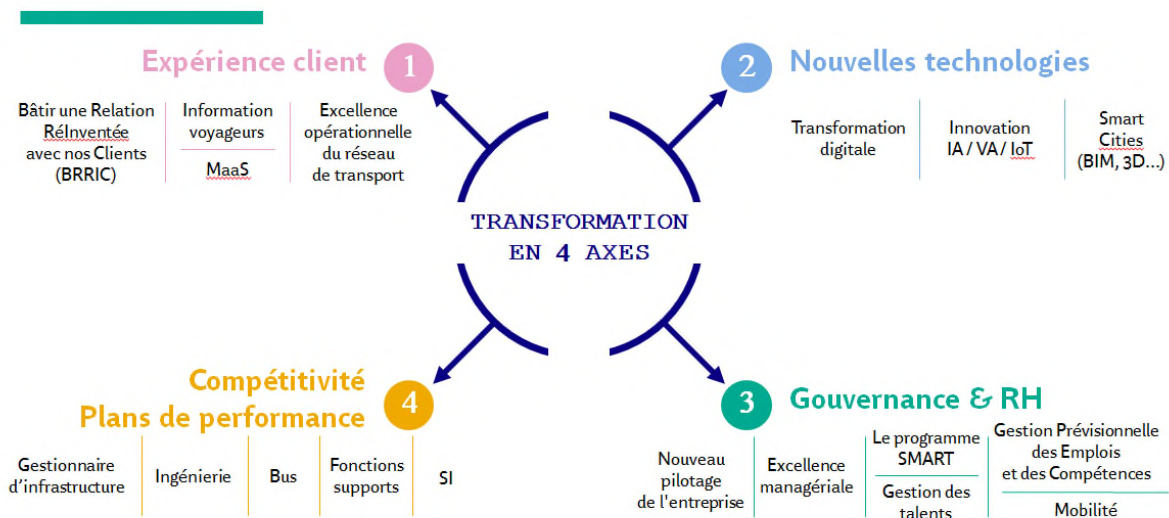 Expérience client
1
Bâtir une Relation
RéInventée
avec nos Clients
(BRRIC)
Information
voyageurs
MaaS
Excellence
opérationnelle
du réseau
de transport
2
Nouvelles technologies
Transformation
digitale
Innovation
IA / VA / IoT
Smart
Cities
(BIM, 3D...)
TRANSFORMATION
EN 4 AXES
Compétitivité
Plans de performance
4
Gestionnaire
d'infrastructure
Ingénierie
Bus
Fonctions
supports
SI
3
Gouvernance & RH
Nouveau
pilotage
de l'entreprise
Excellence
managériale
Le programme
SMART
Gestion des
talents
Gestion Prévisionnelle
des Emplois
et des Compétences
Mobilité